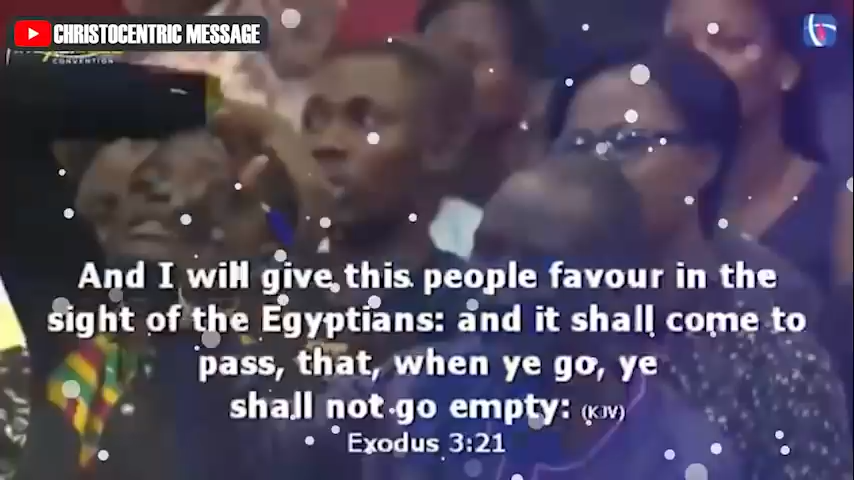 CHRISTOCENTRIC MESSAGE
CONVENTION
And I will give this people favour in the
sight of the Egyptians: and it shall come to
pass, that, when ye go, ye
shall not go empty: (KJV)
Exodus 3:21